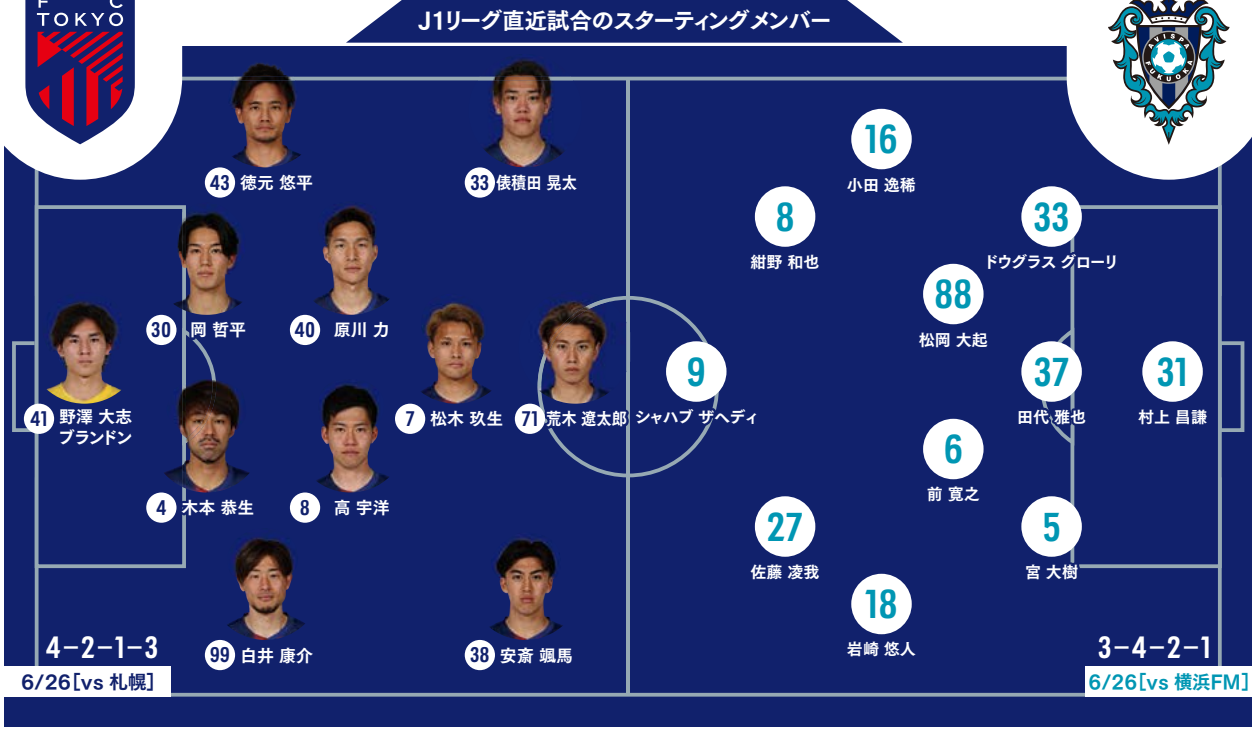 F C
TOKYO
J1リーグ直近試合のスターティングメンバー
AVISPA
FUKUOKA
43 徳元 悠平
33 俵積田 晃太
30 岡 哲平
40 原川 力
41 野澤 大志
ブランドン
7 松木 玖生
71 荒木 遼太郎
4 木本 恭生
8 高 宇洋
99 白井 康介
38 安斎 颯馬
4-2-1-3
6/26[vs 札幌]
16
小田 逸稀
8
紺野 和也
33
ドウグラス グローリ
88
松岡 大起
9
シャハブ ザヘディ
37
田代 雅也
31
村上 昌謙
6
前 寛之
27
佐藤 凌我
5
宮 大樹
18
岩崎 悠人
3-4-2-1
6/26[vs 横浜FM]